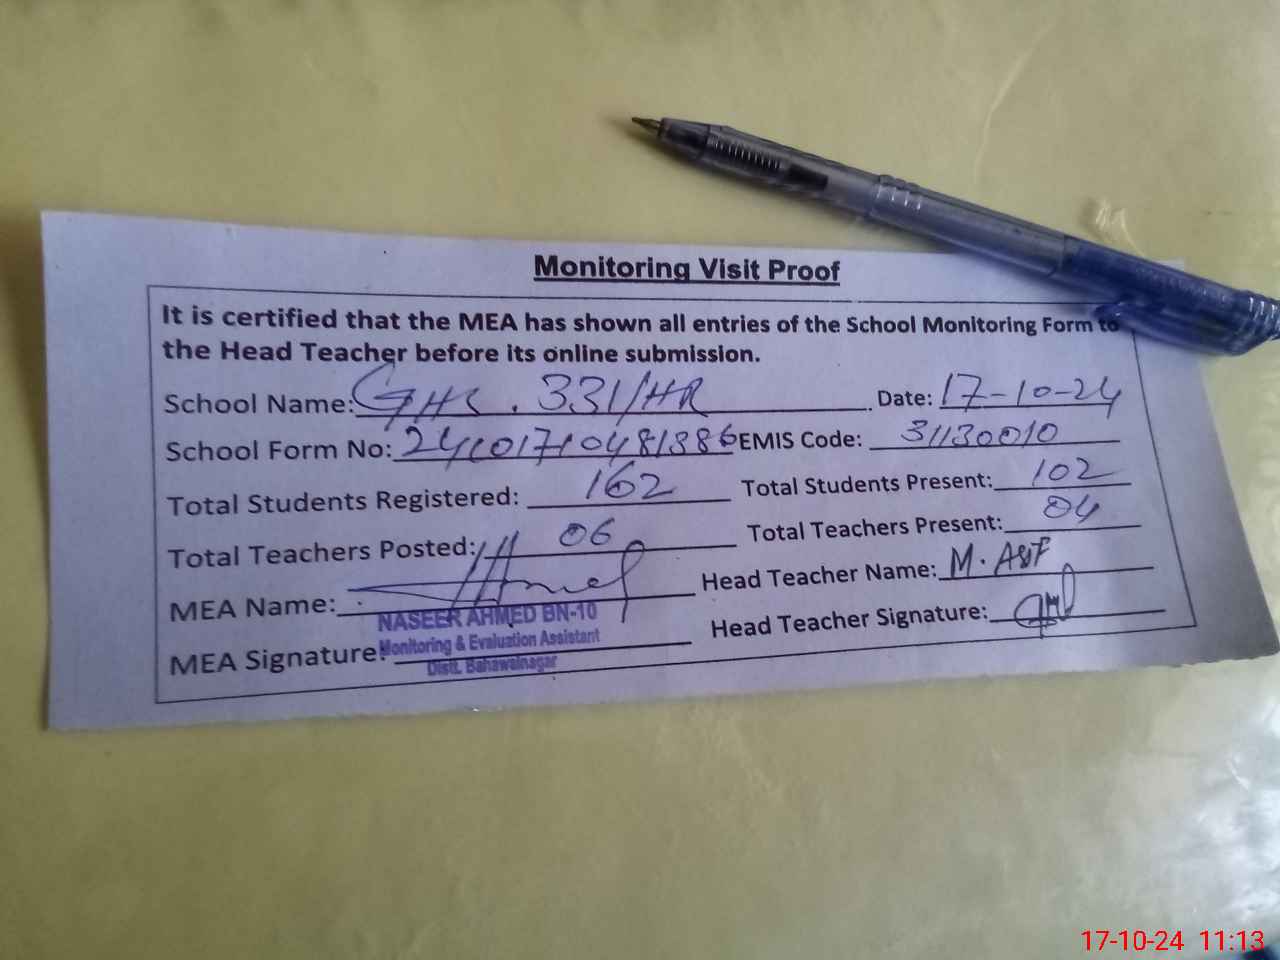 Monitoring Visit Proof
It is certified that the MEA has shown all entries of the School Monitoring Form to
the Head Teacher before its online submission.
School Name: GHS. 331/HR Date: 17-10-24
School Form No: EMIS Code: 31130010
Total Students Registered: 162 Total Students Present: 102
Total Teachers Posted: 06 Total Teachers Present: 04
MEA Name: Head Teacher Name: M. ASIF
NASEER AHMED BN-10
Monitoring & Evaluation Assistant
Distt. Bahawalnagar
MEA Signature: Head Teacher Signature:
17-10-24 11:13